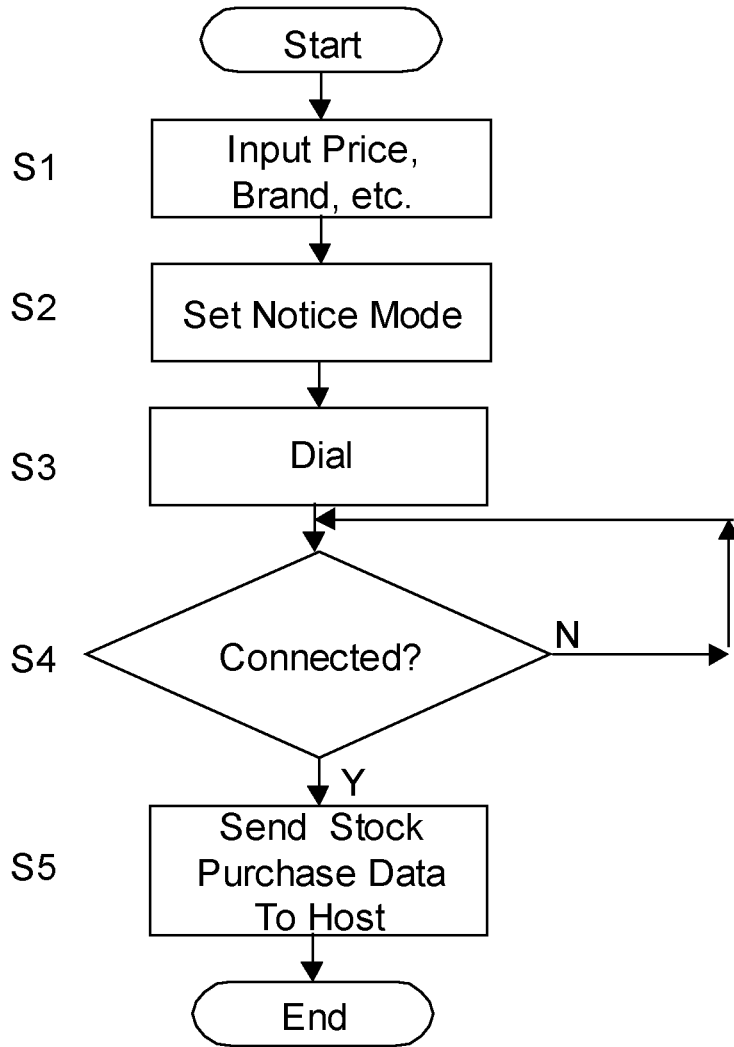 Start
S1
Input Price,
Brand, etc.
S2
Set Notice Mode
S3
Dial
S4
Connected?
N
Y
S5
Send Stock
Purchase Data
To Host
End